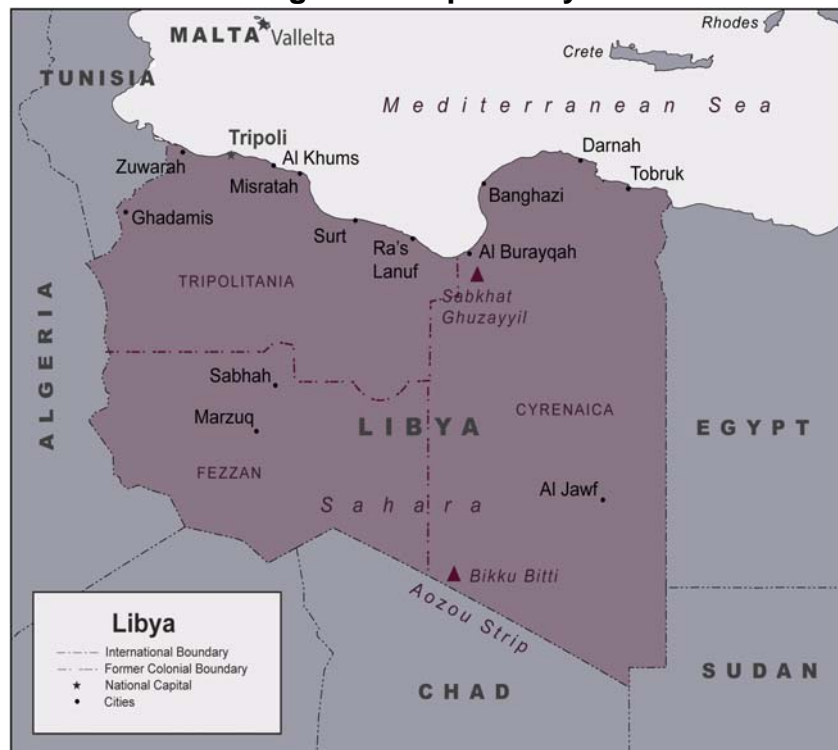 MALTA
Vallelta
Rhodes
Crete
TUNISIA
Mediterranean Sea
Tripoli
Zuwarah
Al Khums
Misratah
Darnah
Tobruk
Banghazi
Ghadamis
Surt
Ra's
Lanuf
Al Burayqah
TRIPOLITANIA
Sabkhat
Ghuzayyil
ALGERIA
Sabhah
Marzuq
LIBYA
CYRENAICA
EGYPT
FEZZAN
Sahara
Al Jawf
Bikku Bitti
Aozou Strip
CHAD
SUDAN
Libya
International Boundary
Former Colonial Boundary
National Capital
Cities